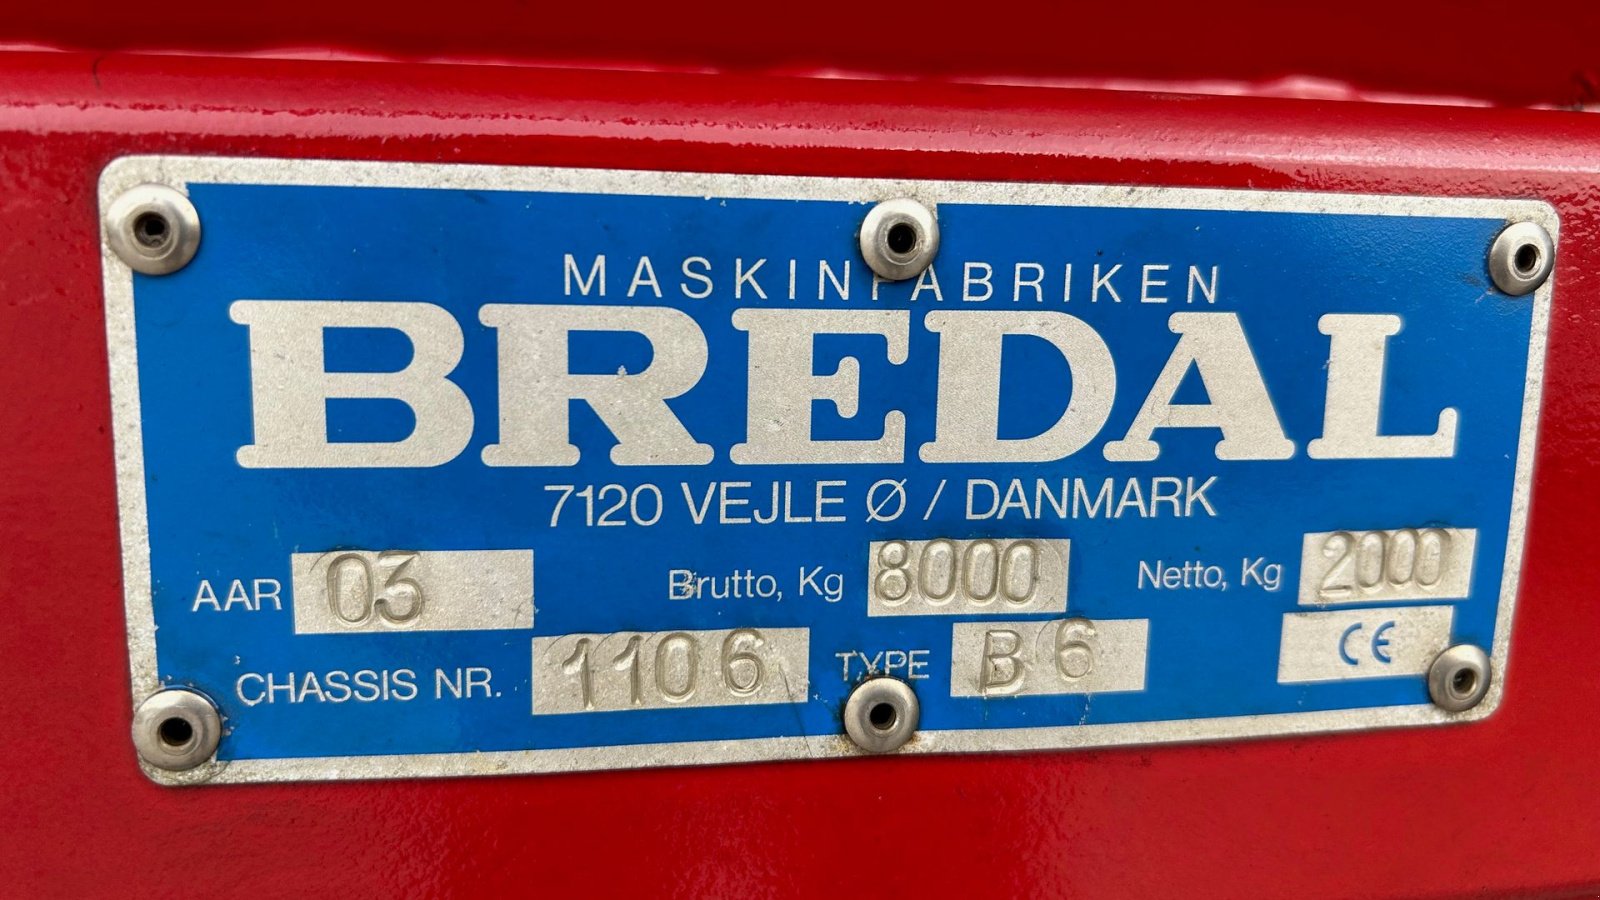 MASKINFABRIKEN
BREDAL
7120 VEJLE Ø / DANMARK
AAR 03 Brutto, Kg 8000 Netto, Kg 2000
CHASSIS NR. 1106 TYPE B6 CE